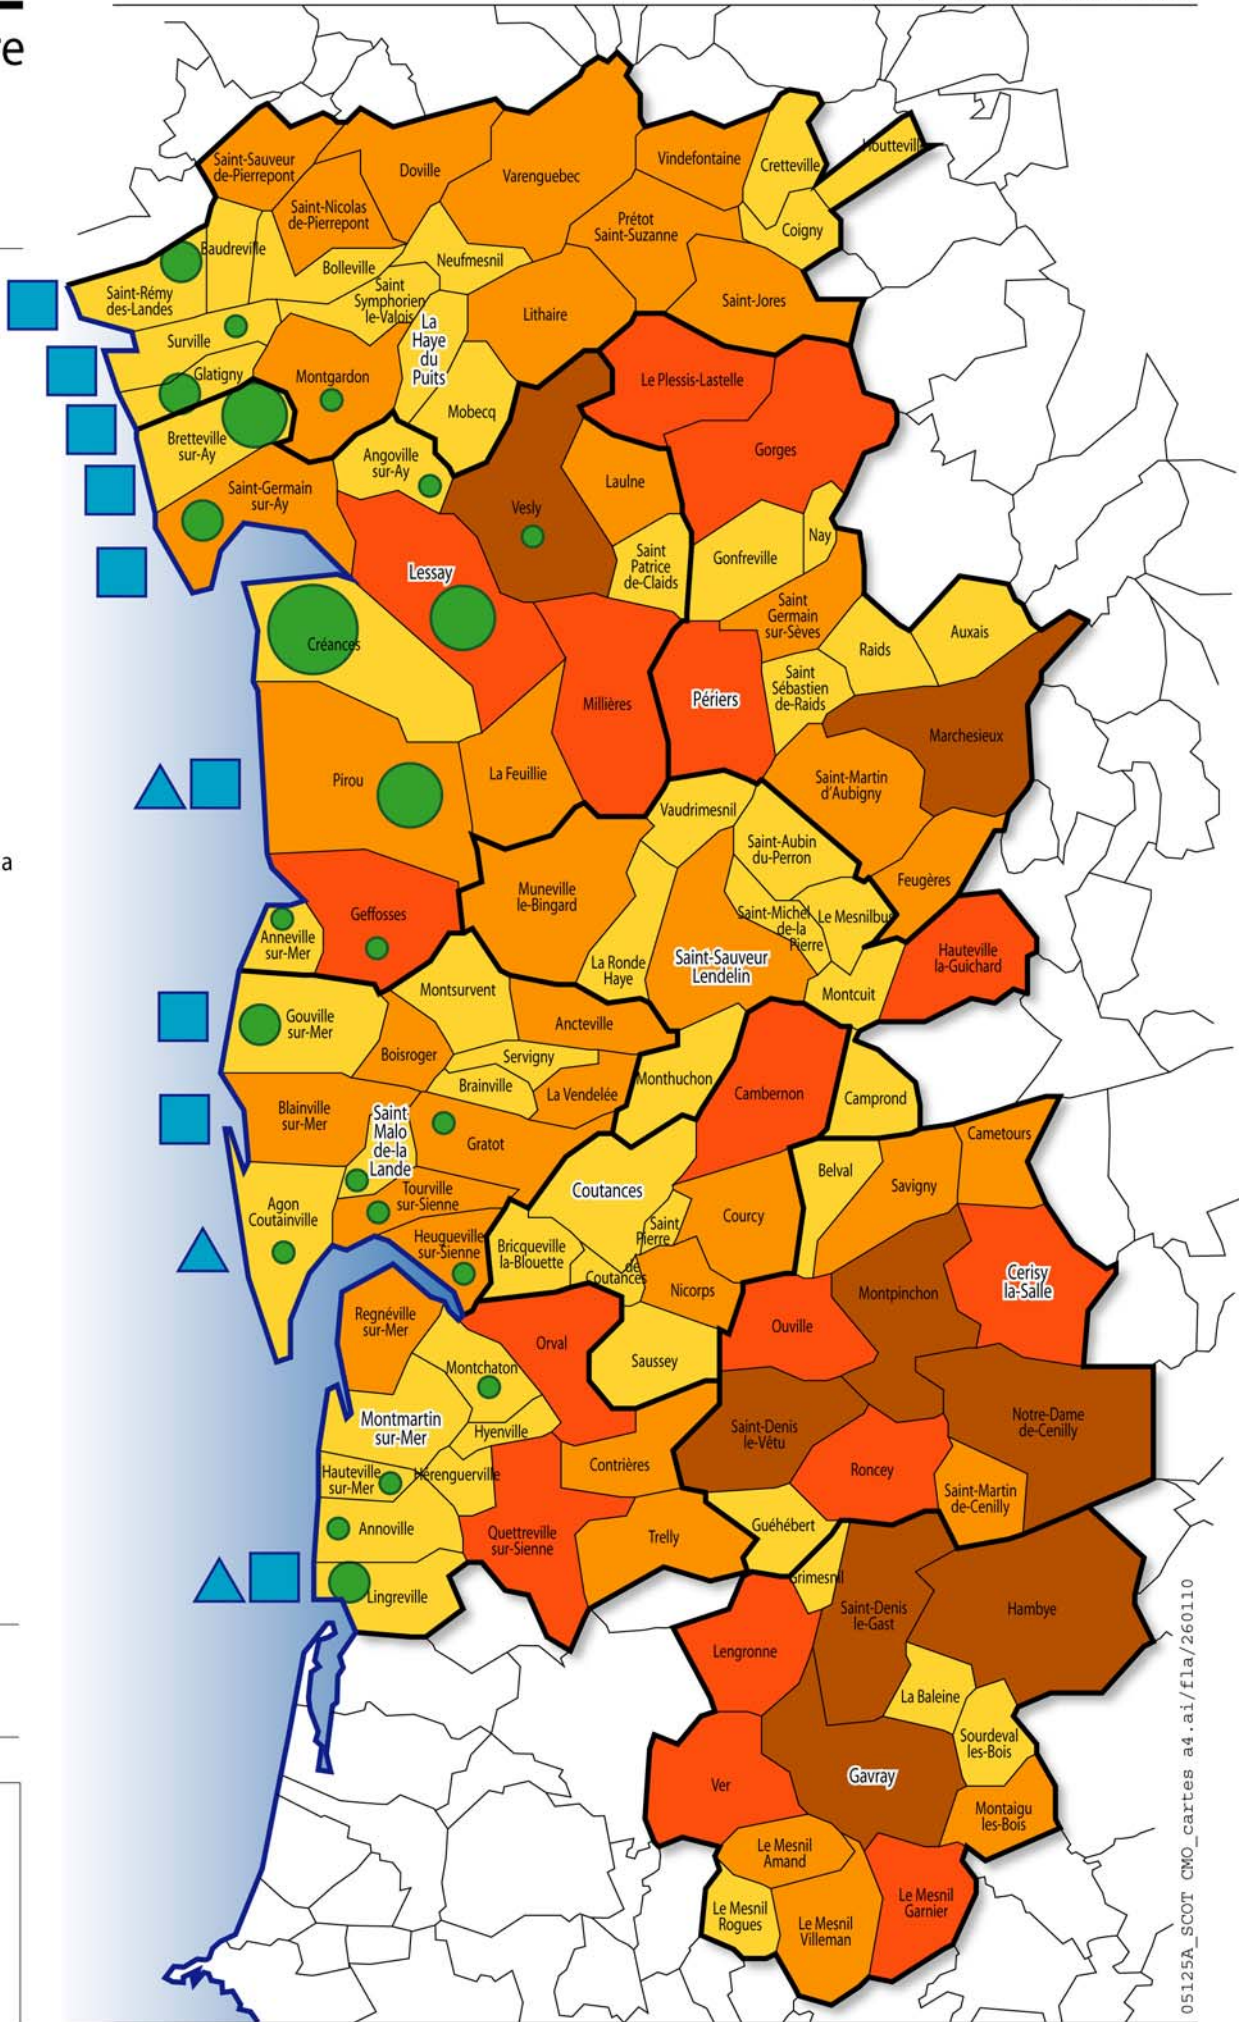 e
a
Saint-Sauveur
de-Pierrepont
Doville
Varenguebec
Vindefontaine
Cretteville
Houtteville
Saint-Nicolas
de-Pierrepont
Prétot
Saint-Suzanne
Coigny
Baudreville
Bolleville
Neufmesnil
Saint-Rémy
des-Landes
Saint
Symphorien
le-Valois
Lithaire
Saint-Jores
Surville
La
Haye
du
Puits
Glatigny
Montgardon
Mobecq
Le Plessis-Lastelle
Gorges
Bretteville
sur-Ay
Angoville
sur-Ay
Saint-Germain
sur-Ay
Vesly
Laulne
Nay
Gonfreville
Saint
Patrice
de-Claids
Lessay
Saint
Germain
sur-Sèves
Auxais
Raids
Créances
Saint
Sébastien
de-Raids
Millières
Périers
Marchesieux
Pirou
La Feuillie
Saint-Martin
d'Aubigny
Vaudrimesnil
Saint-Aubin
du-Perron
Feugères
Muneville
le-Bingard
Geffosses
Saint-Michel
de-la
Pierre
Le Mesnilbus
Anneville
sur-Mer
La Ronde
Haye
Saint-Sauveur
Lendelin
Hauteville
la-Guichard
Montcuit
Montsurvent
Gouville
sur-Mer
Ancteville
Boisroger
Servigny
Brainville
La Vendelée
Monthuchon
Cambernon
Camprond
Blainville
sur-Mer
Saint
Malo
de-la
Lande
Gratot
Cametours
Belval
Savigny
Coutances
Agon
Coutainville
Tourville
sur-Sienne
Courcy
Saint
Pierre
de
Coutances
Heugueville
sur-Sienne
Bricqueville
la-Blouette
Nicorps
Montpinchon
Cerisy
la-Salle
Regnéville
sur-Mer
Orval
Ouville
Saussey
Montchaton
Montmartin
sur-Mer
Hyenville
Saint-Denis
le-Vêtu
Notre-Dame
de-Cenilly
Roncey
Contrières
Hauteville
sur-Mer
Hérenguerville
Saint-Martin
de-Cenilly
Annoville
Quettreville
sur-Sienne
Trelly
Guéhébert
Grimesnil
Lingreville
Saint-Denis
le-Gast
Hambye
Lengronne
La Baleine
Sourdeval
les-Bois
Ver
Gavray
Montaigu
les-Bois
Le Mesnil
Amand
Le Mesnil
Rogues
Le Mesnil
Villeman
Le Mesnil
Garnier
05125A_SCOT CMO_cartes a4.ai/fla/260110